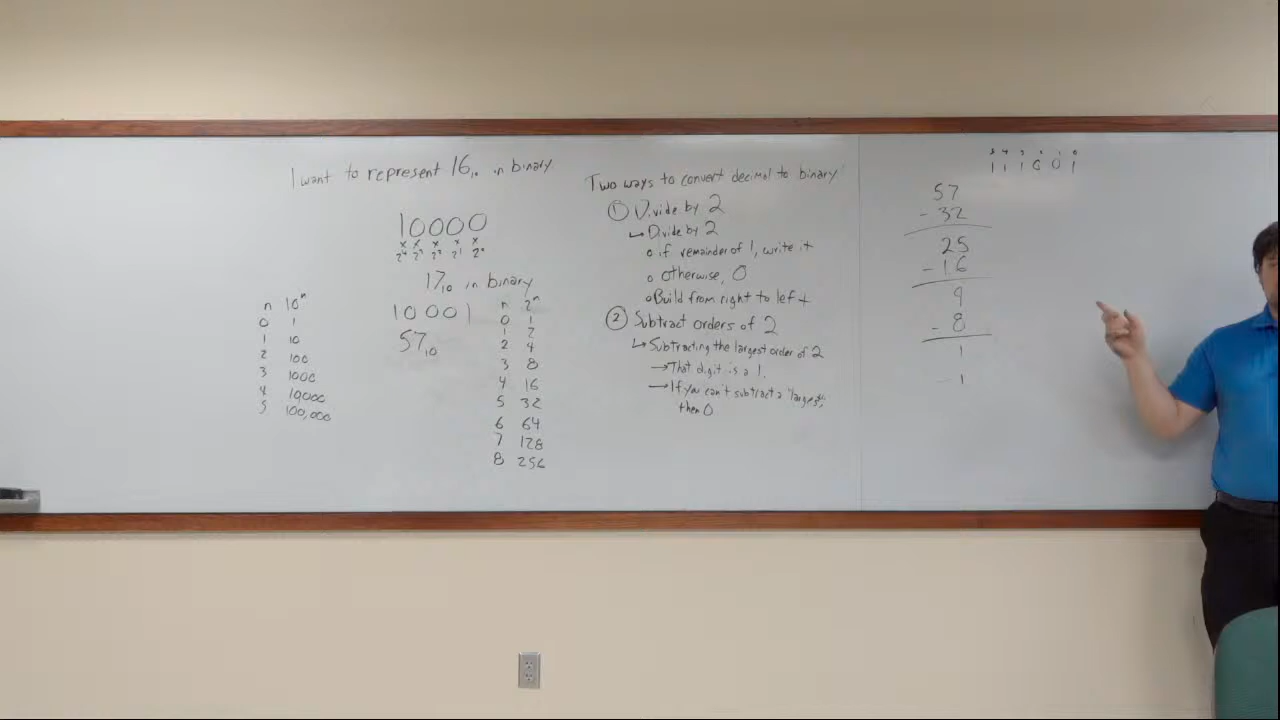 I want to represent 16₁₀ in binary
10000
x x x x x
2⁴ 2³ 2² 2¹ 2⁰
17₁₀ in binary
10001
57₁₀
n 10ⁿ
0 1
1 10
2 100
3 1000
4 10000
5 100,000
n 2ⁿ
0 1
1 2
2 4
3 8
4 16
5 32
6 64
7 128
8 256
Two ways to convert decimal to binary
① Divide by 2
↳ Divide by 2
o if remainder of 1, write it
o otherwise, 0
o Build from right to left
② Subtract orders of 2
↳ Subtracting the largest order of 2
→ That digit is a 1.
→ If you can't subtract a "largest",
then 0
5 4 3 2 1 0
1 1 1 0 0 1
57
- 32
25
- 16
9
- 8
1
- 1